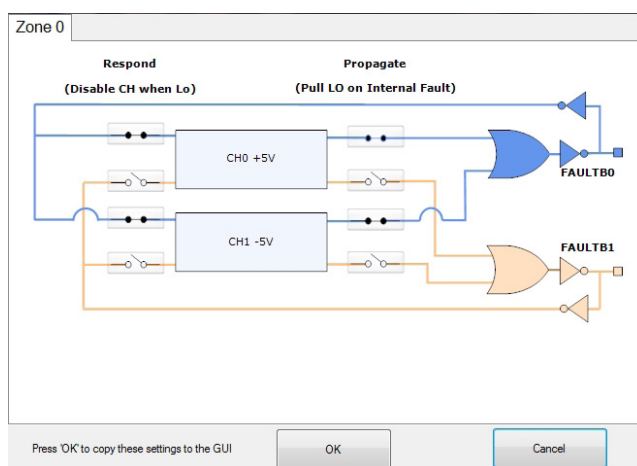 Zone 0
Respond
(Disable CH when Lo)
Propagate
(Pull LO on Internal Fault)
CH0 +5V
FAULTB0
CH1 -5V
FAULTB1
Press 'OK' to copy these settings to the GUI
OK
Cancel